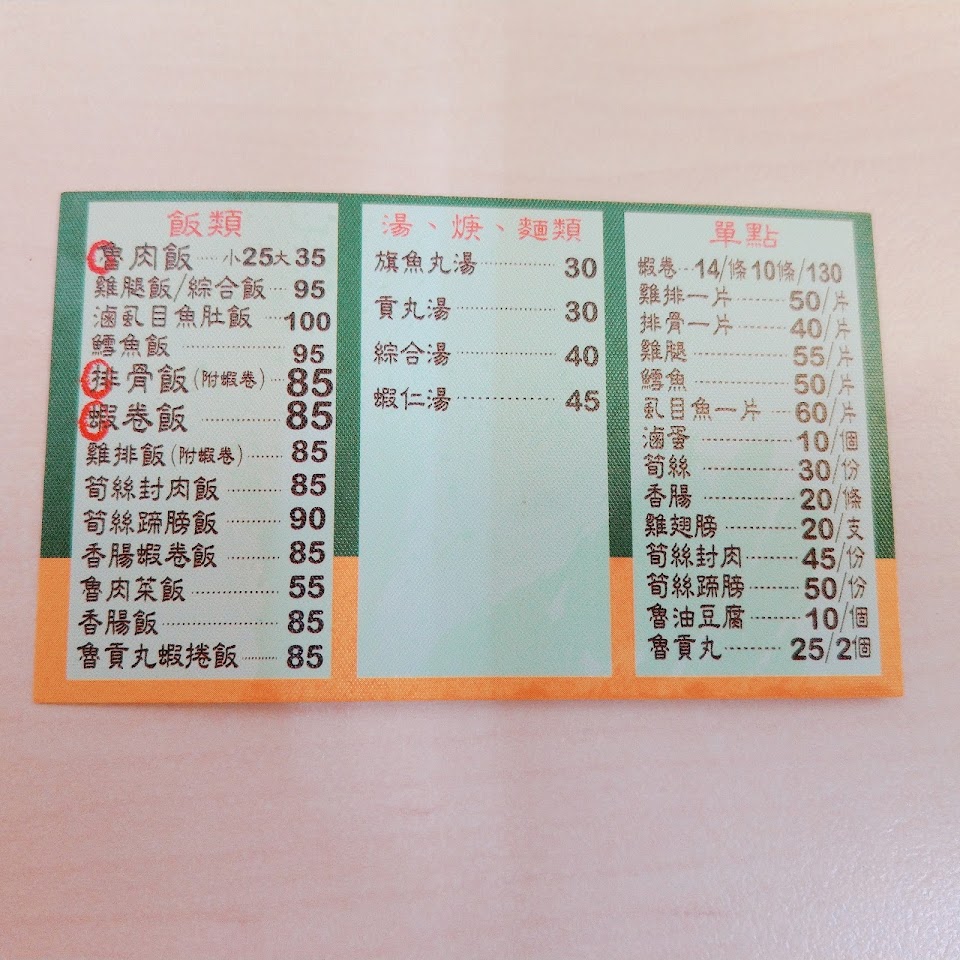 飯類
魯肉飯 小25大35
雞腿飯/綜合飯 95
滷虱目魚肚飯 100
鱈魚飯 95
排骨飯(附蝦卷) 85
蝦卷飯 85
雞排飯(附蝦卷) 85
筍絲封肉飯 85
筍絲蹄膀飯 90
香腸蝦卷飯 85
魯肉菜飯 55
香腸飯 85
魯貢丸蝦捲飯 85
湯、焿、麵類
旗魚丸湯 30
貢丸湯 30
綜合湯 40
蝦仁湯 45
單點
蝦卷 14/條10條/130
雞排一片 50/片
排骨一片 40/片
雞腿 55/片
鱈魚 50/片
虱目魚一片 60/片
滷蛋 10/個
筍絲 30/份
香腸 20/條
雞翅膀 20/支
筍絲封肉 45/份
筍絲蹄膀 50/份
魯油豆腐 10/個
魯貢丸 25/2個